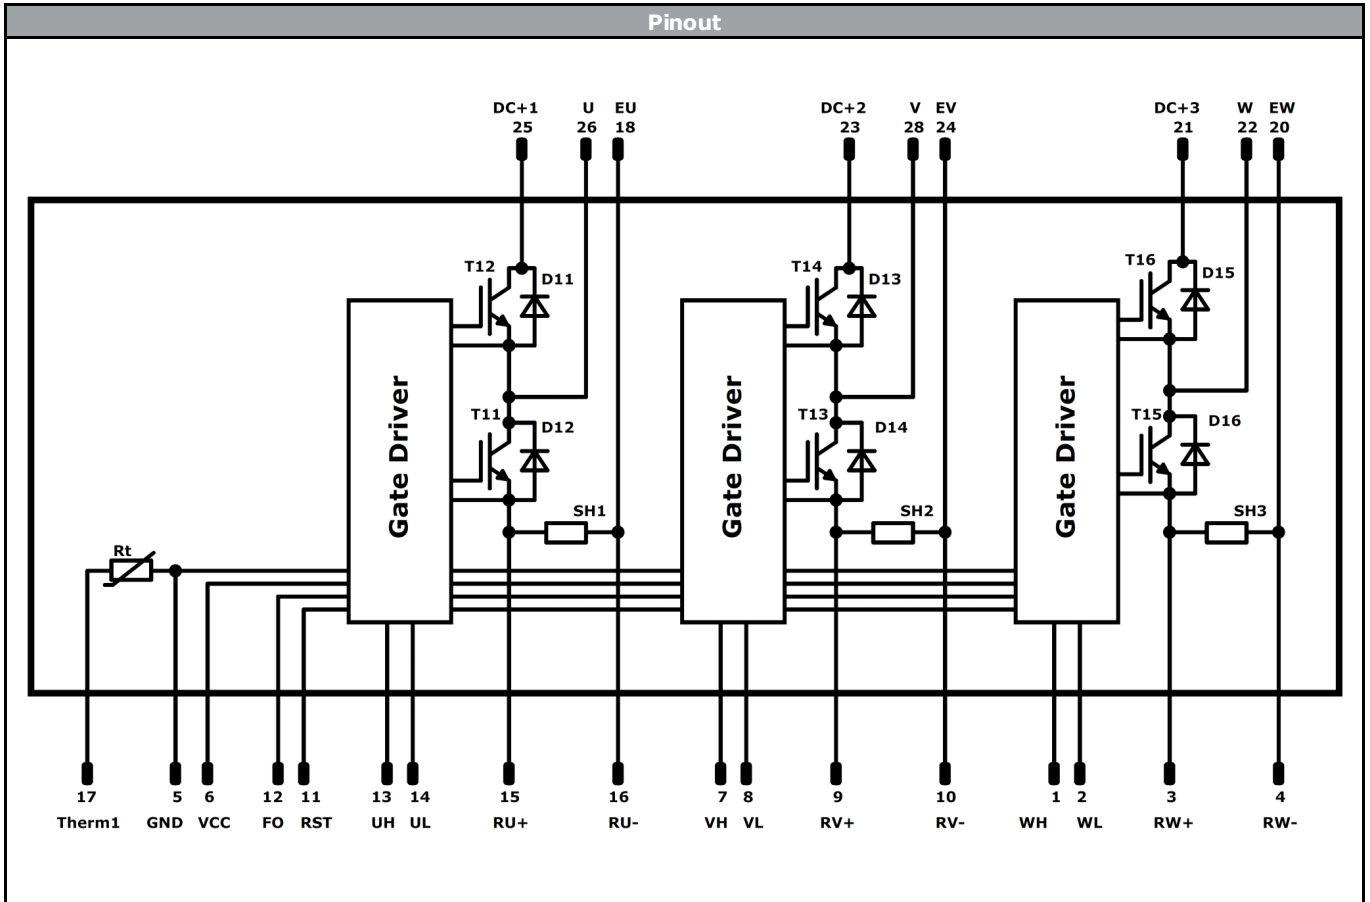 Pinout
DC+1 U EU DC+2 V EV DC+3 W EW
25 26 18 23 28 24 21 22 20
T12 D11 T14 D13 T16 D15
T11 D12 T13 D14 T15 D16
Gate Driver Gate Driver Gate Driver
SH1 SH2 SH3
Rt
17 5 6 12 11 13 14 15 16 7 8 9 10 1 2 3 4
Therm1 GND VCC FO RST UH UL RU+ RU- VH VL RV+ RV- WH WL RW+ RW-